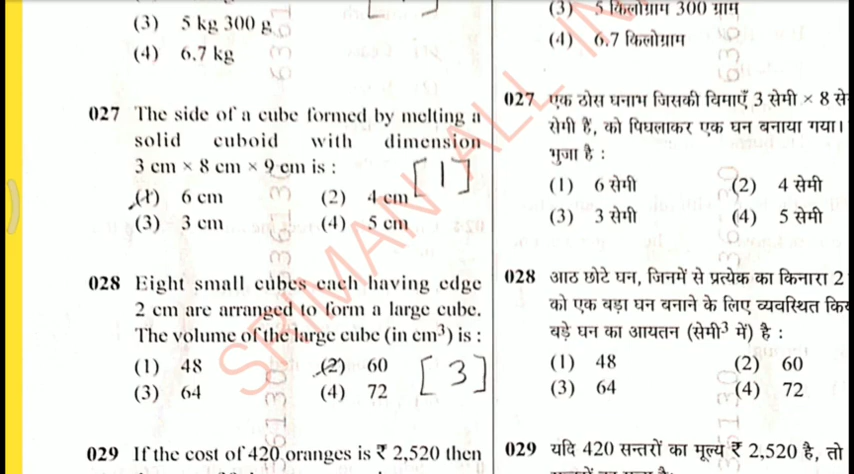 (3) 5 kg 300 g
(4) 6.7 kg
027 The side of a cube formed by melting a
solid cuboid with dimension
3 cm × 8 cm × 9 cm is :
[1]
(1) 6 cm (2) 4 cm
(3) 3 cm (4) 5 cm
028 Eight small cubes each having edge
2 cm are arranged to form a large cube.
The volume of the large cube (in cm³) is :
(1) 48 (2) 60
(3) 64 (4) 72
[3]
029 If the cost of 420 oranges is ₹ 2,520 then
(3) 5 किलोग्राम 300 ग्राम
(4) 6.7 किलोग्राम
027 एक ठोस घनाभ जिसकी विमाएँ 3 सेमी × 8 से
सेमी हैं, को पिघलाकर एक घन बनाया गया।
भुजा है :
(1) 6 सेमी (2) 4 सेमी
(3) 3 सेमी (4) 5 सेमी
028 आठ छोटे घन, जिनमें से प्रत्येक का किनारा 2
को एक बड़ा घन बनाने के लिए व्यवस्थित कि
बड़े घन का आयतन (सेमी³ में) है :
(1) 48 (2) 60
(3) 64 (4) 72
029 यदि 420 सन्तरों का मूल्य ₹ 2,520 है, तो
SRIMAN ALL IN